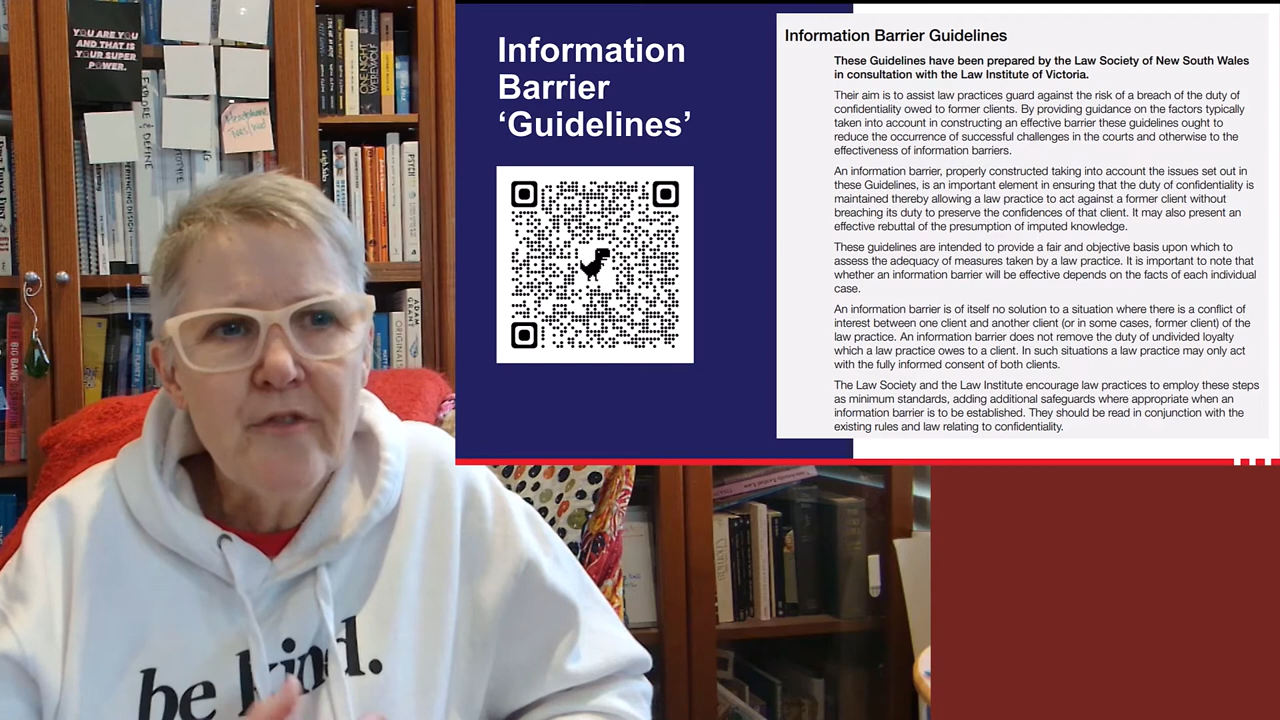 YOU ARE YOU
AND THAT IS
YOUR SUPER
POWER.
EXPLORE & DEFINE
EXPERIENCING DESIGN
ONE NIGHT
WEREWOLF
Leigh Sales
PSYCH
BIG BANG
ADAM GRANT
ORIGINALS
be kind.
Information
Barrier
‘Guidelines’
Information Barrier Guidelines
These Guidelines have been prepared by the Law Society of New South Wales
in consultation with the Law Institute of Victoria.
Their aim is to assist law practices guard against the risk of a breach of the duty of
confidentiality owed to former clients. By providing guidance on the factors typically
taken into account in constructing an effective barrier these guidelines ought to
reduce the occurrence of successful challenges in the courts and otherwise to the
effectiveness of information barriers.
An information barrier, properly constructed taking into account the issues set out in
these Guidelines, is an important element in ensuring that the duty of confidentiality is
maintained thereby allowing a law practice to act against a former client without
breaching its duty to preserve the confidences of that client. It may also present an
effective rebuttal of the presumption of imputed knowledge.
These guidelines are intended to provide a fair and objective basis upon which to
assess the adequacy of measures taken by a law practice. It is important to note that
whether an information barrier will be effective depends on the facts of each individual
case.
An information barrier is of itself no solution to a situation where there is a conflict of
interest between one client and another client (or in some cases, former client) of the
law practice. An information barrier does not remove the duty of undivided loyalty
which a law practice owes to a client. In such situations a law practice may only act
with the fully informed consent of both clients.
The Law Society and the Law Institute encourage law practices to employ these steps
as minimum standards, adding additional safeguards where appropriate when an
information barrier is to be established. They should be read in conjunction with the
existing rules and law relating to confidentiality.